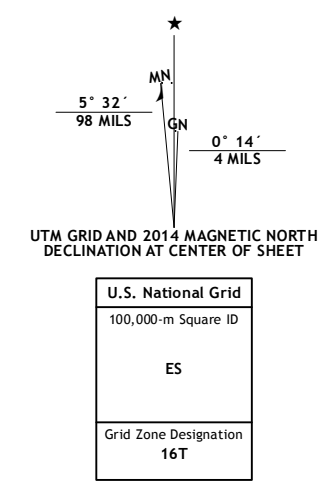 ★
MN.
5° 32´
98 MILS
GN
0° 14´
4 MILS
UTM GRID AND 2014 MAGNETIC NORTH
DECLINATION AT CENTER OF SHEET
U.S. National Grid
100,000-m Square ID
ES
Grid Zone Designation
16T